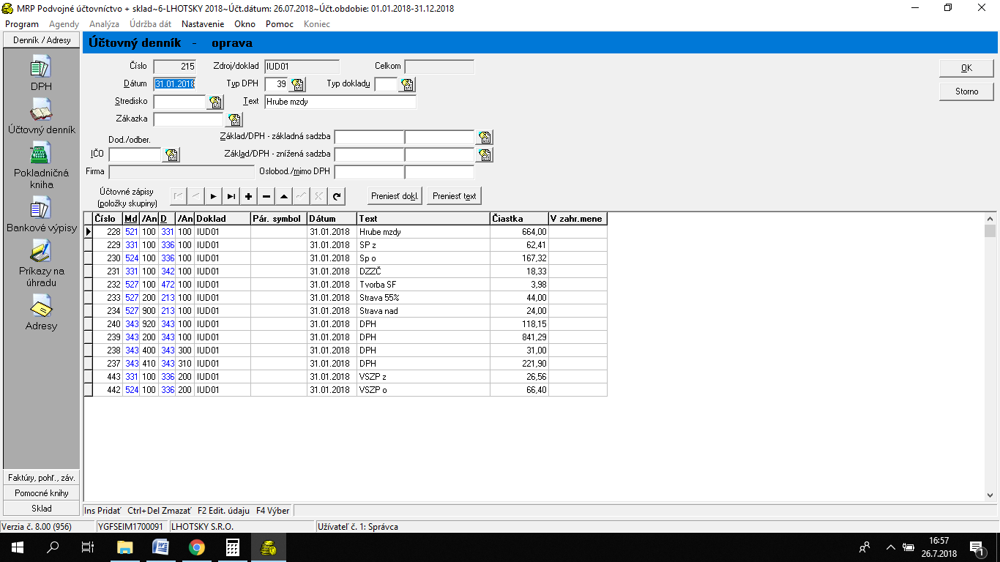 MRP Podvojné účtovníctvo + sklad~6-LHOTSKY 2018~Účt.dátum: 26.07.2018~Účt.obdobie: 01.01.2018-31.12.2018
Program Agendy Analýza Údržba dát Nastavenie Okno Pomoc Koniec
Denník / Adresy
DPH
Účtovný denník
Pokladničná
kniha
Bankové výpisy
Príkazy na
úhradu
Adresy
Faktúry, pohľ., záv.
Pomocné knihy
Sklad
Účtovný denník - oprava
Číslo 215 Zdroj/doklad IUD01 Celkom
Dátum 31.01.2018 Typ DPH 39 Typ dokladu
Stredisko Text Hrube mzdy
Zákazka
OK
Storno
Dod./odber. Základ/DPH - základná sadzba
IČO Základ/DPH - znížená sadzba
Firma Oslobod./mimo DPH
Účtovné zápisy
(položky skupiny)
Preniesť dokl. Preniesť text
Číslo Md /An D /An Doklad Pár. symbol Dátum Text Čiastka V zahr.mene
228 521 100 331 100 IUD01 31.01.2018 Hrube mzdy 664,00
229 331 100 336 100 IUD01 31.01.2018 SP z 62,41
230 524 100 336 100 IUD01 31.01.2018 Sp o 167,32
231 331 100 342 100 IUD01 31.01.2018 DZZČ 18,33
232 527 100 472 100 IUD01 31.01.2018 Tvorba SF 3,98
233 527 200 213 100 IUD01 31.01.2018 Strava 55% 44,00
234 527 900 213 100 IUD01 31.01.2018 Strava nad 24,00
240 343 920 343 100 IUD01 31.01.2018 DPH 118,15
239 343 200 343 100 IUD01 31.01.2018 DPH 841,29
238 343 400 343 300 IUD01 31.01.2018 DPH 31,00
237 343 410 343 310 IUD01 31.01.2018 DPH 221,90
443 331 100 336 200 IUD01 31.01.2018 VSZP z 26,56
442 524 100 336 200 IUD01 31.01.2018 VSZP o 66,40
Ins Pridať Ctrl+Del Zmazať F2 Edit. údaju F4 Výber
Verzia č. 8.00 (956) YGFSEIM1700091 LHOTSKY S.R.O. Užívateľ č. 1: Správca
16:57
26.7.2018
1